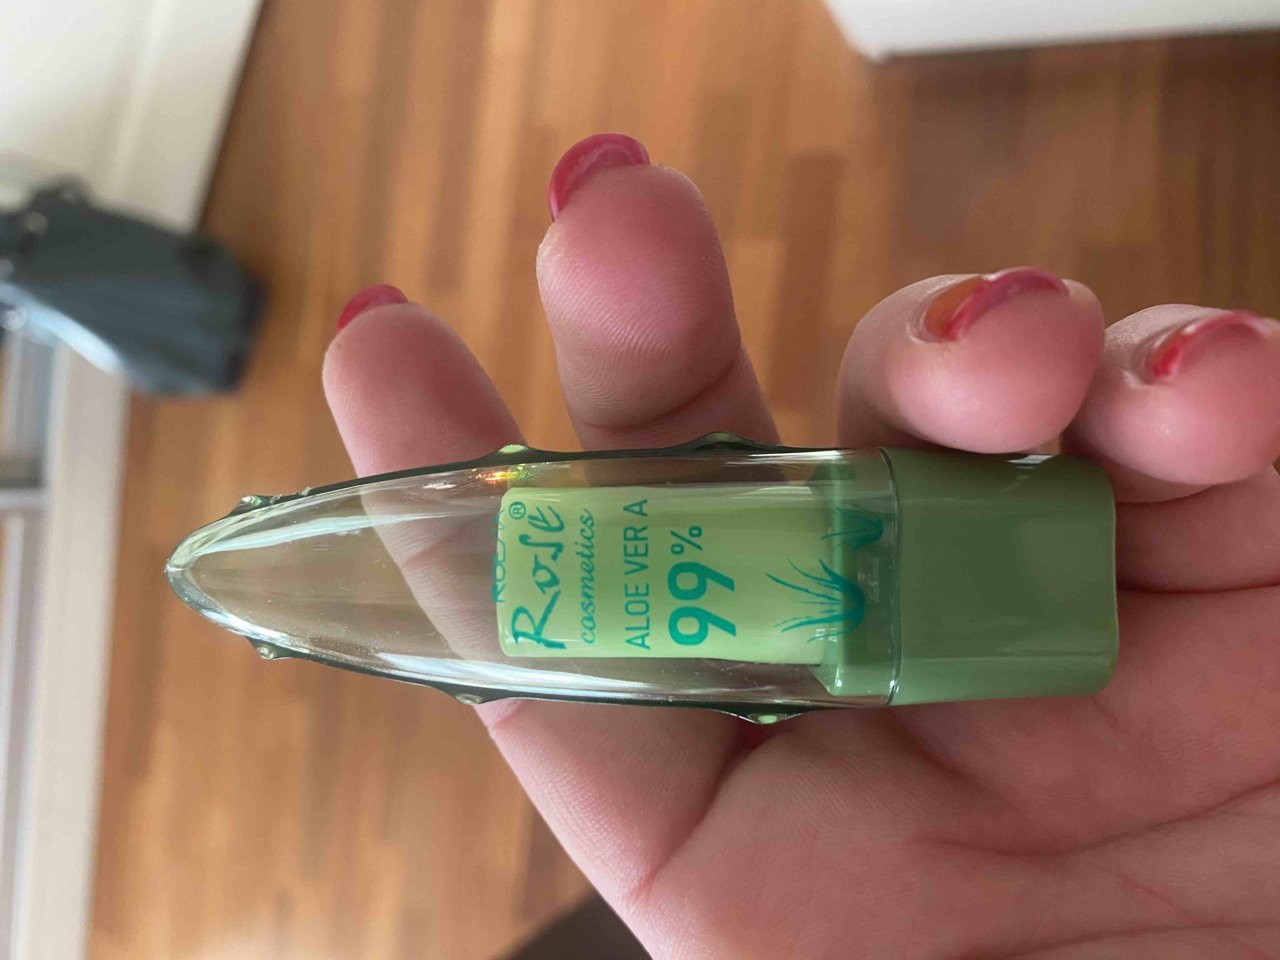 Rose®
cosmetics
ALOE VER A
99%